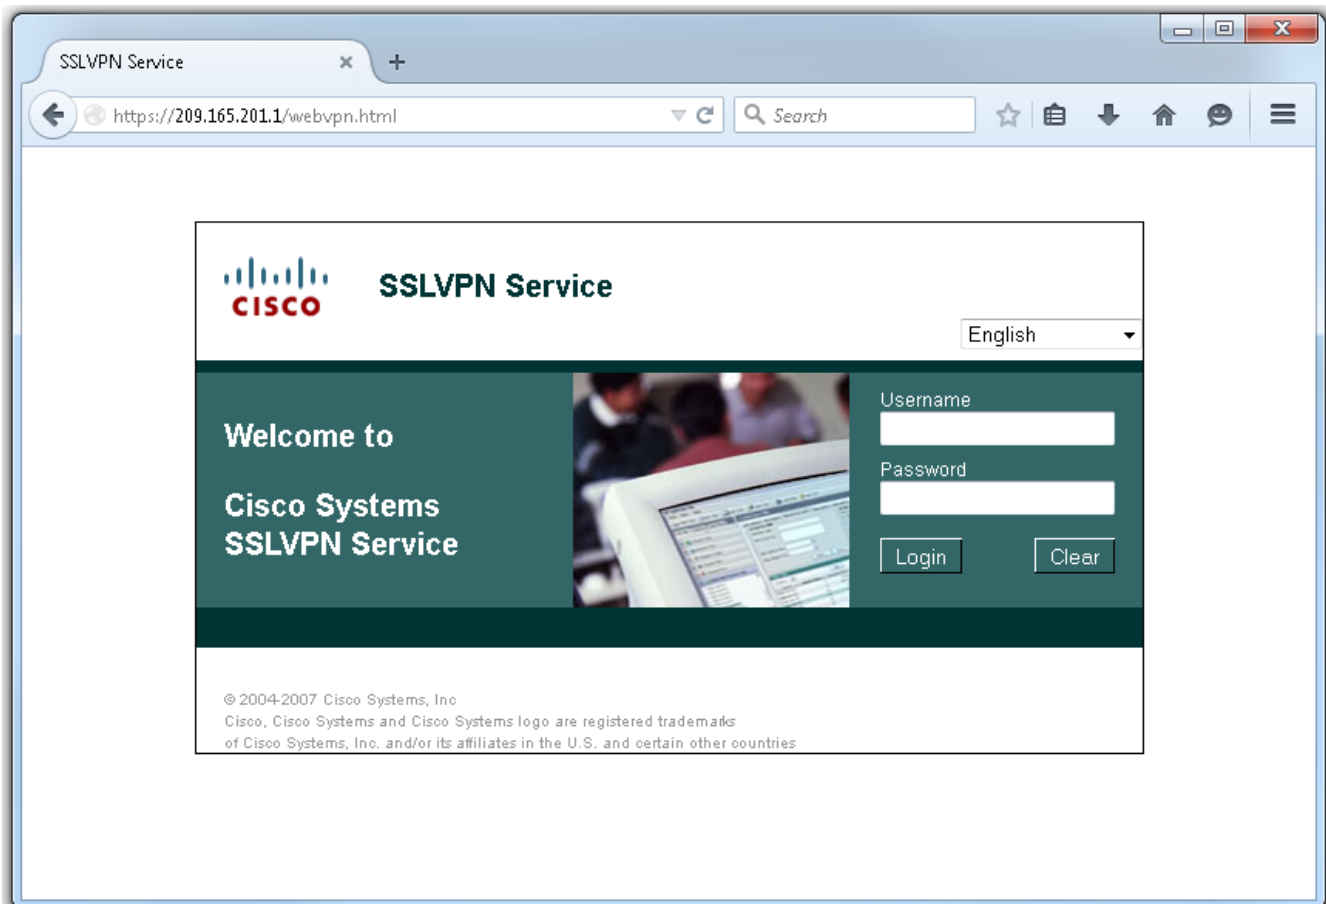 SSLVPN Service
https://209.165.201.1/webvpn.html
Search
CISCO
SSLVPN Service
English
Welcome to
Cisco Systems
SSLVPN Service
Username
Password
Login
Clear
© 2004-2007 Cisco Systems, Inc
Cisco, Cisco Systems and Cisco Systems logo are registered trademarks
of Cisco Systems, Inc. and/or its affiliates in the U.S. and certain other countries